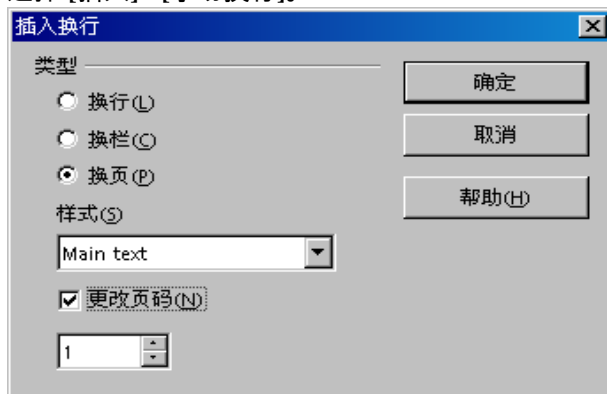 插入换行
类型
换行(L)
换栏(C)
换页(P)
样式(S)
Main text
更改页码(N)
1
确定
取消
帮助(H)